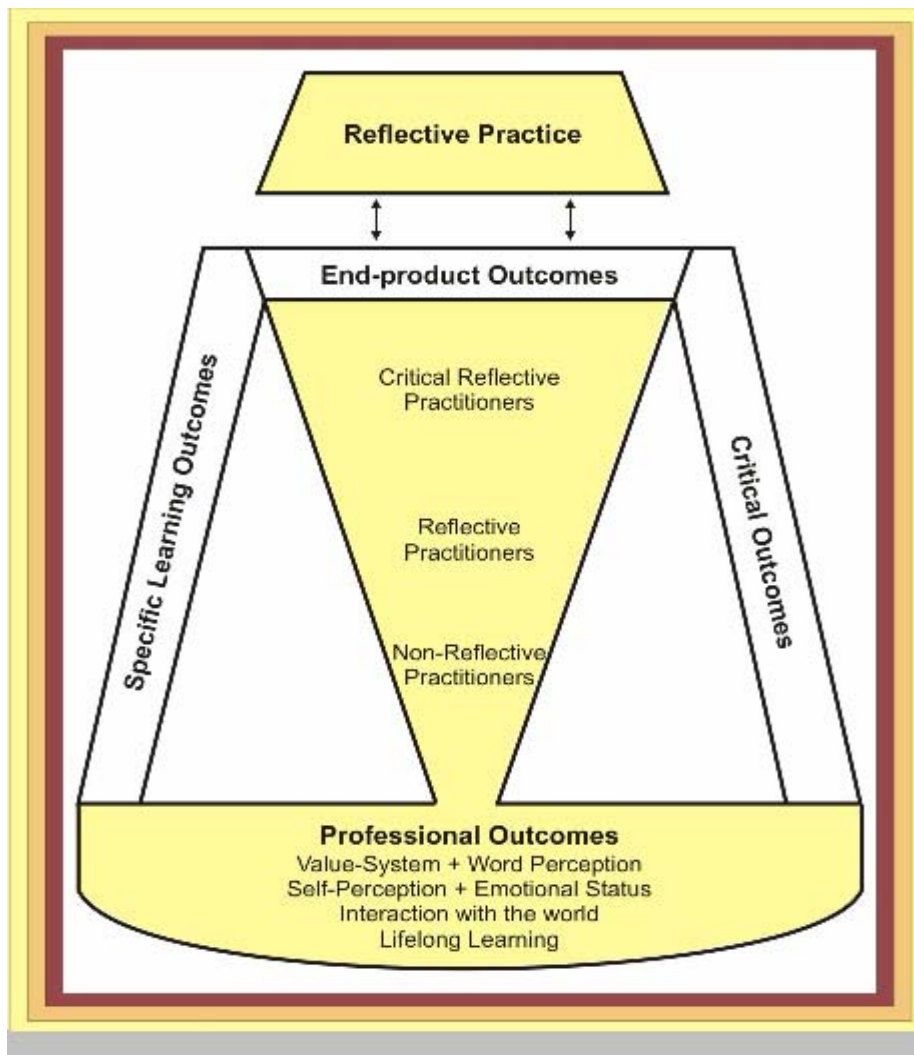 Reflective Practice
End-product Outcomes
Specific Learning Outcomes
Critical Reflective
Practitioners
Reflective
Practitioners
Non-Reflective
Practitioners
Critical Outcomes
Professional Outcomes
Value-System + Word Perception
Self-Perception + Emotional Status
Interaction with the world
Lifelong Learning